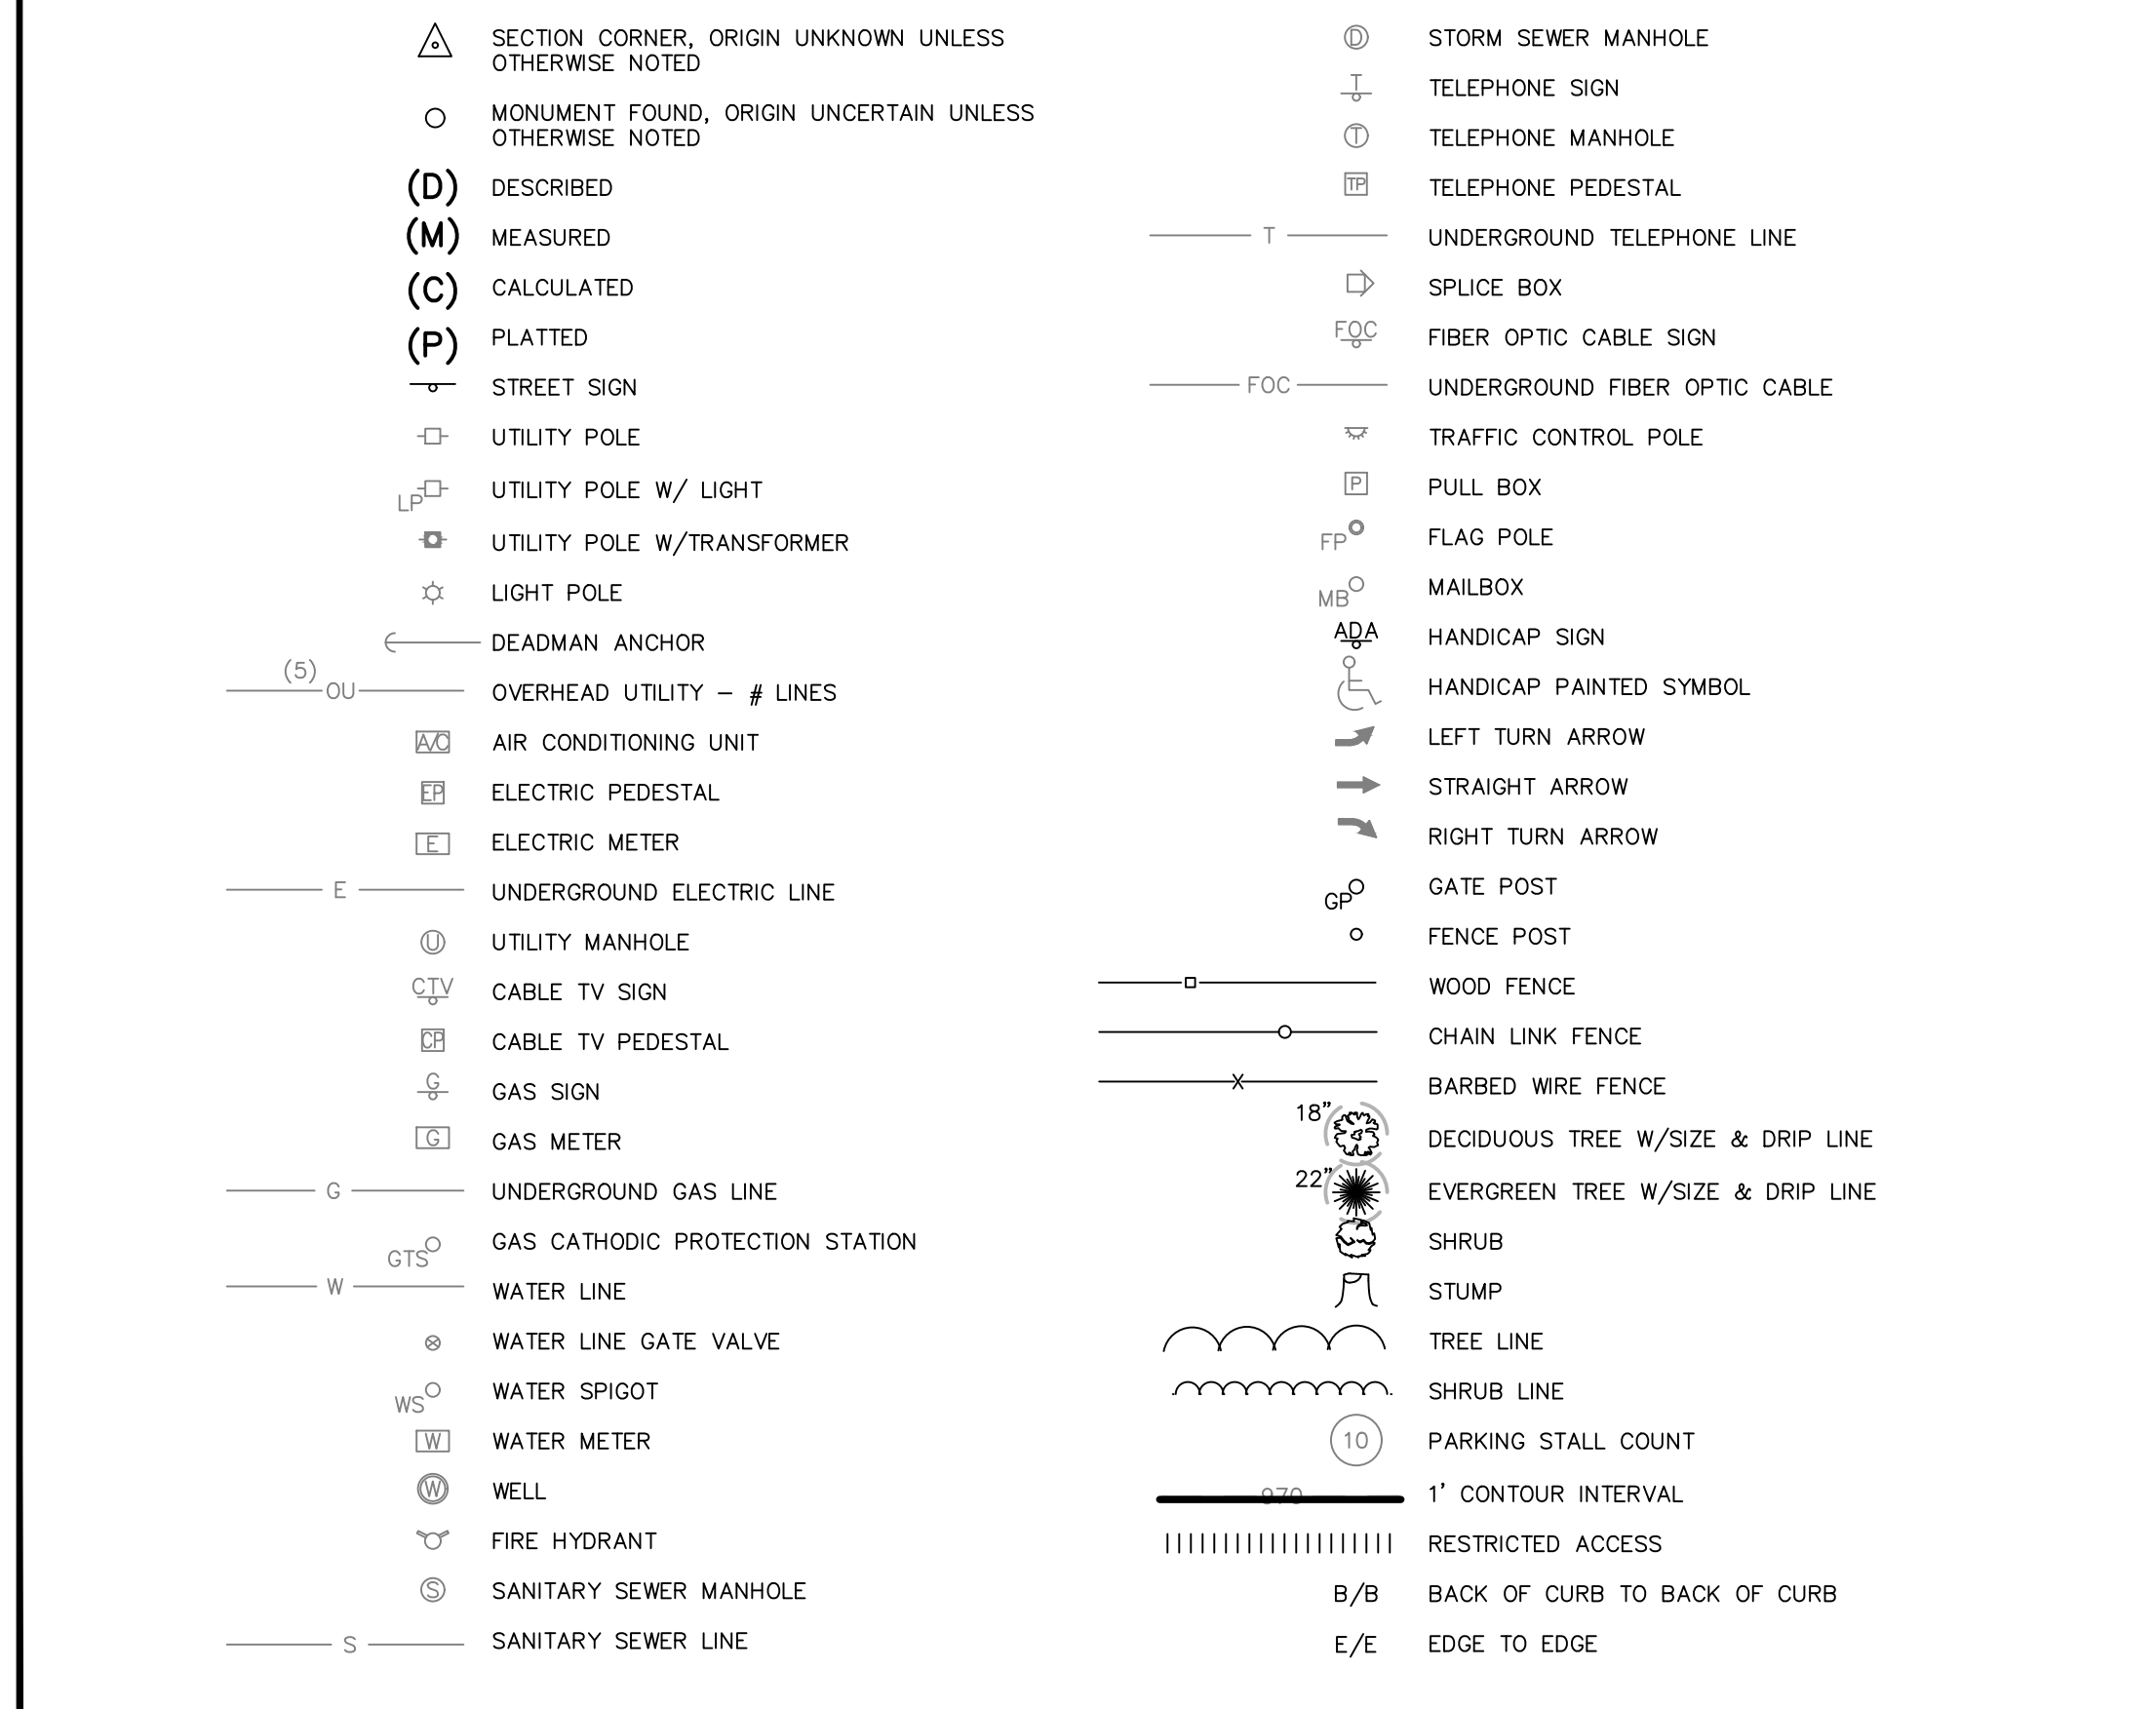 SECTION CORNER, ORIGIN UNKNOWN UNLESS
OTHERWISE NOTED
MONUMENT FOUND, ORIGIN UNCERTAIN UNLESS
OTHERWISE NOTED
(D) DESCRIBED
(M) MEASURED
(C) CALCULATED
(P) PLATTED
STREET SIGN
UTILITY POLE
LP UTILITY POLE W/ LIGHT
UTILITY POLE W/TRANSFORMER
LIGHT POLE
DEADMAN ANCHOR
(5)
OU OVERHEAD UTILITY – # LINES
A/C AIR CONDITIONING UNIT
EP ELECTRIC PEDESTAL
E ELECTRIC METER
E UNDERGROUND ELECTRIC LINE
U UTILITY MANHOLE
CTV CABLE TV SIGN
CP CABLE TV PEDESTAL
G GAS SIGN
G GAS METER
G UNDERGROUND GAS LINE
GTS GAS CATHODIC PROTECTION STATION
W WATER LINE
WATER LINE GATE VALVE
WS WATER SPIGOT
W WATER METER
W WELL
FIRE HYDRANT
S SANITARY SEWER MANHOLE
S SANITARY SEWER LINE
D STORM SEWER MANHOLE
T TELEPHONE SIGN
T TELEPHONE MANHOLE
TP TELEPHONE PEDESTAL
T UNDERGROUND TELEPHONE LINE
SPLICE BOX
FOC FIBER OPTIC CABLE SIGN
FOC UNDERGROUND FIBER OPTIC CABLE
TRAFFIC CONTROL POLE
P PULL BOX
FP FLAG POLE
MB MAILBOX
ADA HANDICAP SIGN
HANDICAP PAINTED SYMBOL
LEFT TURN ARROW
STRAIGHT ARROW
RIGHT TURN ARROW
GP GATE POST
FENCE POST
WOOD FENCE
CHAIN LINK FENCE
X BARBED WIRE FENCE
18" DECIDUOUS TREE W/SIZE & DRIP LINE
22" EVERGREEN TREE W/SIZE & DRIP LINE
SHRUB
STUMP
TREE LINE
SHRUB LINE
10 PARKING STALL COUNT
970 1' CONTOUR INTERVAL
RESTRICTED ACCESS
B/B BACK OF CURB TO BACK OF CURB
E/E EDGE TO EDGE